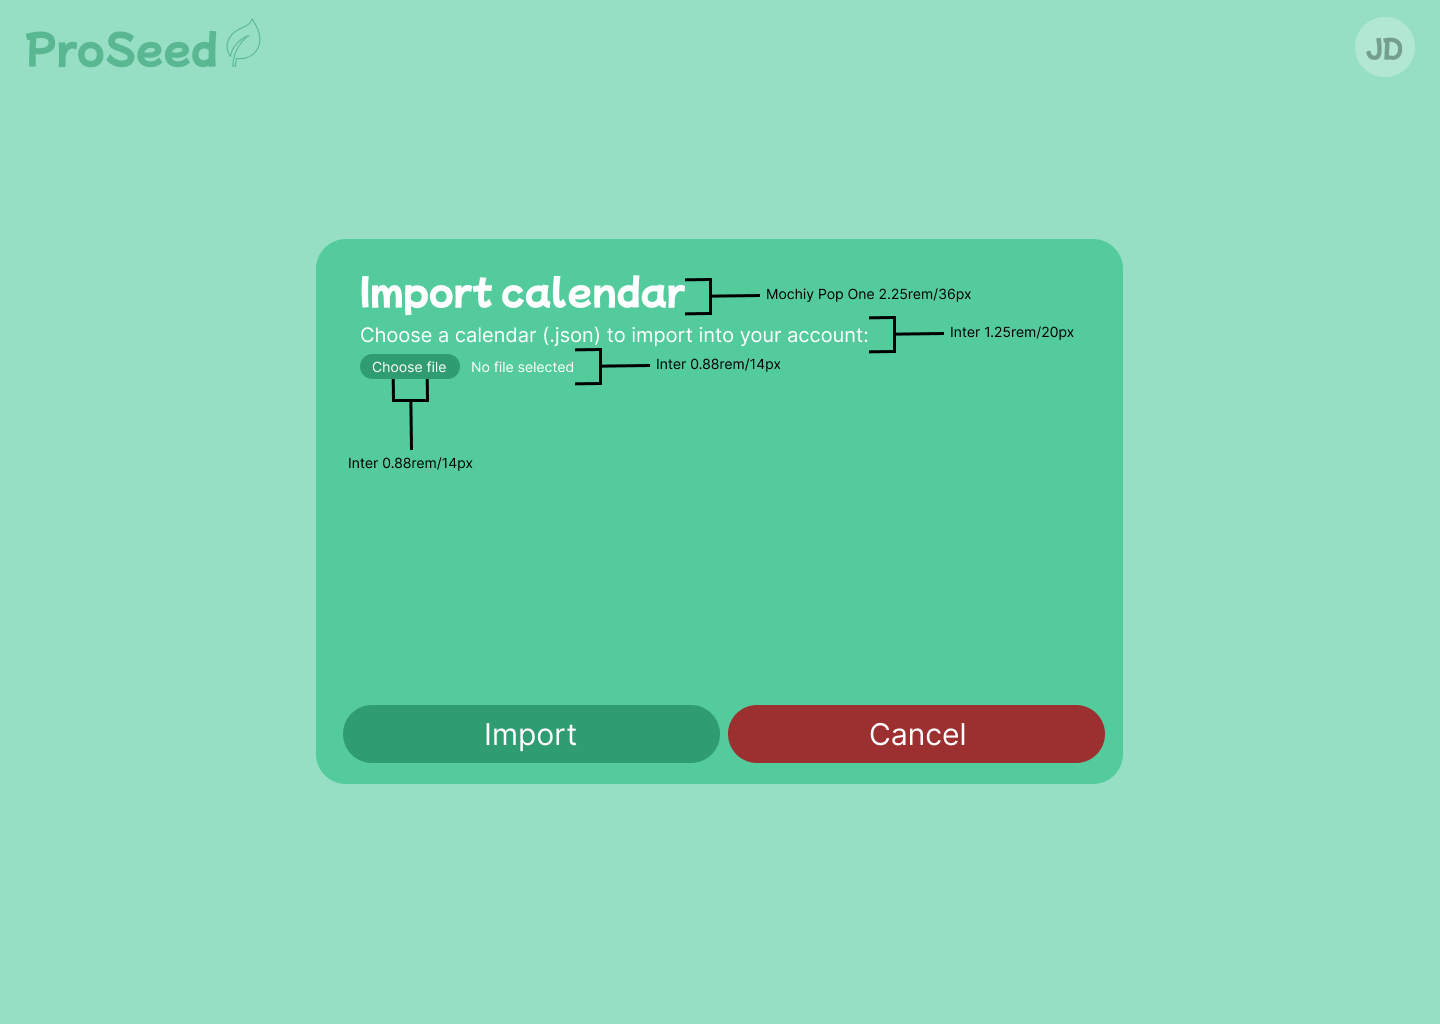 ProSeed
JD
Import calendar
Mochiy Pop One 2.25rem/36px
Choose a calendar (.json) to import into your account:
Inter 1.25rem/20px
Choose file
No file selected
Inter 0.88rem/14px
Inter 0.88rem/14px
Import
Cancel